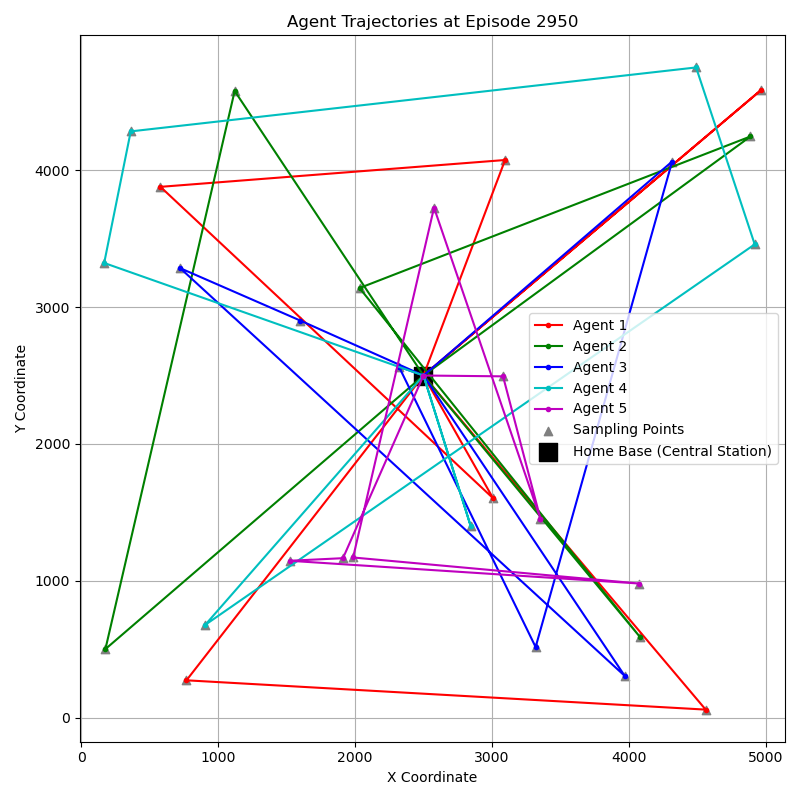 Agent Trajectories at Episode 2950
Y Coordinate
4000
3000
2000
1000
0
Agent 1
Agent 2
Agent 3
Agent 4
Agent 5
Sampling Points
Home Base (Central Station)
0 1000 2000 3000 4000 5000
X Coordinate